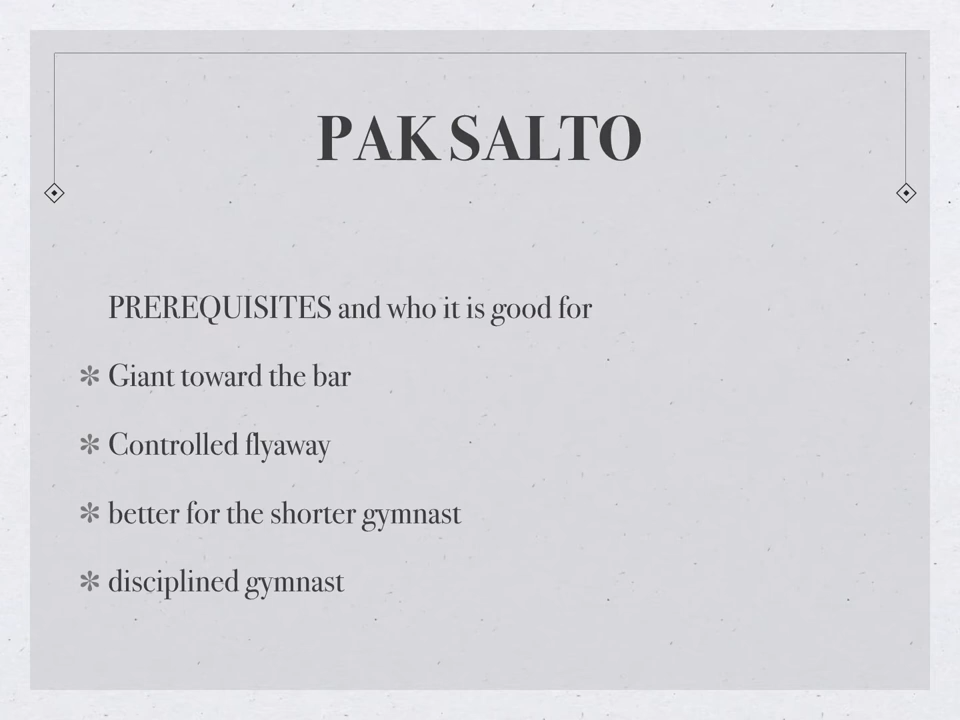 PAK SALTO
PREREQUISITES and who it is good for
✻ Giant toward the bar
✻ Controlled flyaway
✻ better for the shorter gymnast
✻ disciplined gymnast